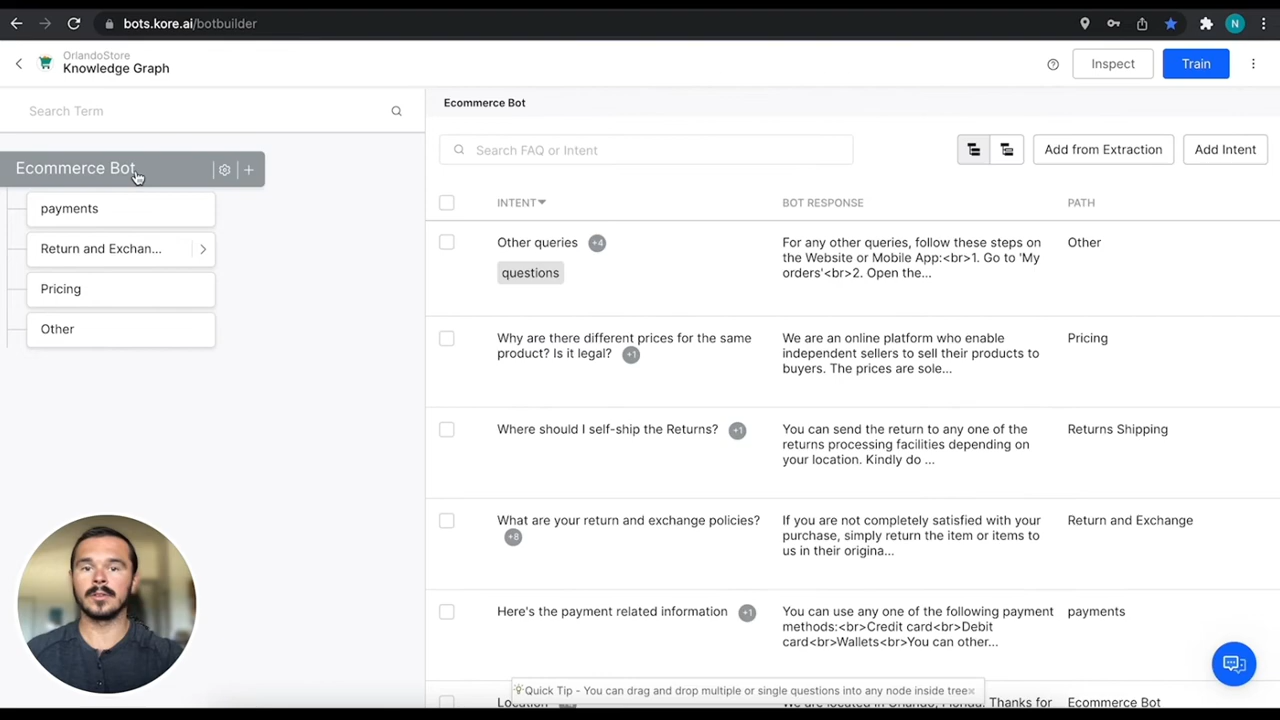 bots.kore.ai/botbuilder
N
OrlandoStore
Knowledge Graph
Inspect
Train
Search Term
Ecommerce Bot
payments
Return and Exchan...
Pricing
Other
Ecommerce Bot
Search FAQ or Intent
Add from Extraction
Add Intent
INTENT
BOT RESPONSE
PATH
Other queries +4
questions
For any other queries, follow these steps on
the Website or Mobile App:<br>1. Go to 'My
orders'<br>2. Open the...
Other
Why are there different prices for the same
product? Is it legal? +1
We are an online platform who enable
independent sellers to sell their products to
buyers. The prices are sole...
Pricing
Where should I self-ship the Returns? +1
You can send the return to any one of the
returns processing facilities depending on
your location. Kindly do ...
Returns Shipping
What are your return and exchange policies?
+8
If you are not completely satisfied with your
purchase, simply return the item or items to
us in their origina...
Return and Exchange
Here's the payment related information +1
You can use any one of the following payment
methods:<br>Credit card<br>Debit
card<br>Wallets<br>You can other...
payments
Quick Tip - You can drag and drop multiple or single questions into any node inside tree
Location
We are located in Orlando, Florida. Thanks for
Ecommerce Bot